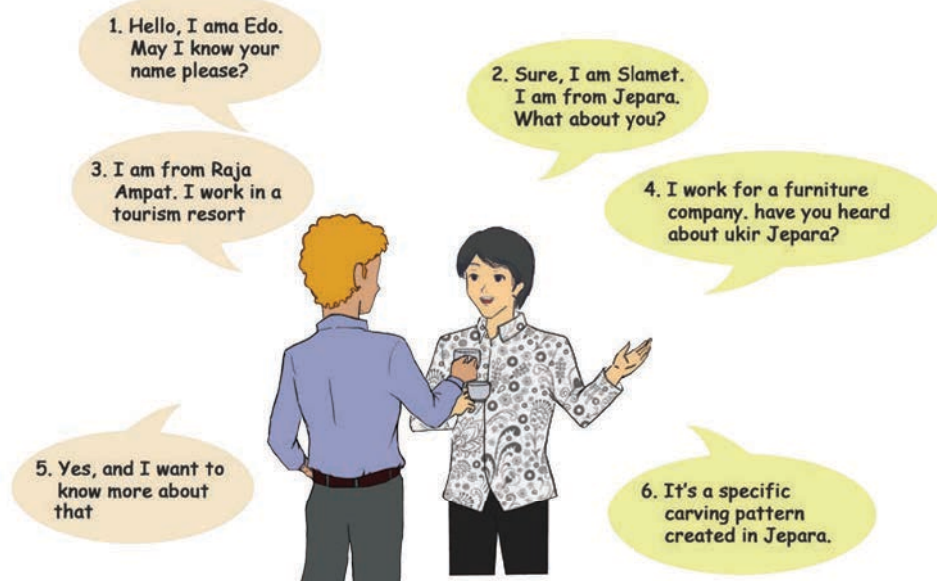 1. Hello, I ama Edo.
May I know your
name please?
2. Sure, I am Slamet.
I am from Jepara.
What about you?
3. I am from Raja
Ampat. I work in a
tourism resort
4. I work for a furniture
company. have you heard
about ukir Jepara?
5. Yes, and I want to
know more about
that
6. It's a specific
carving pattern
created in Jepara.